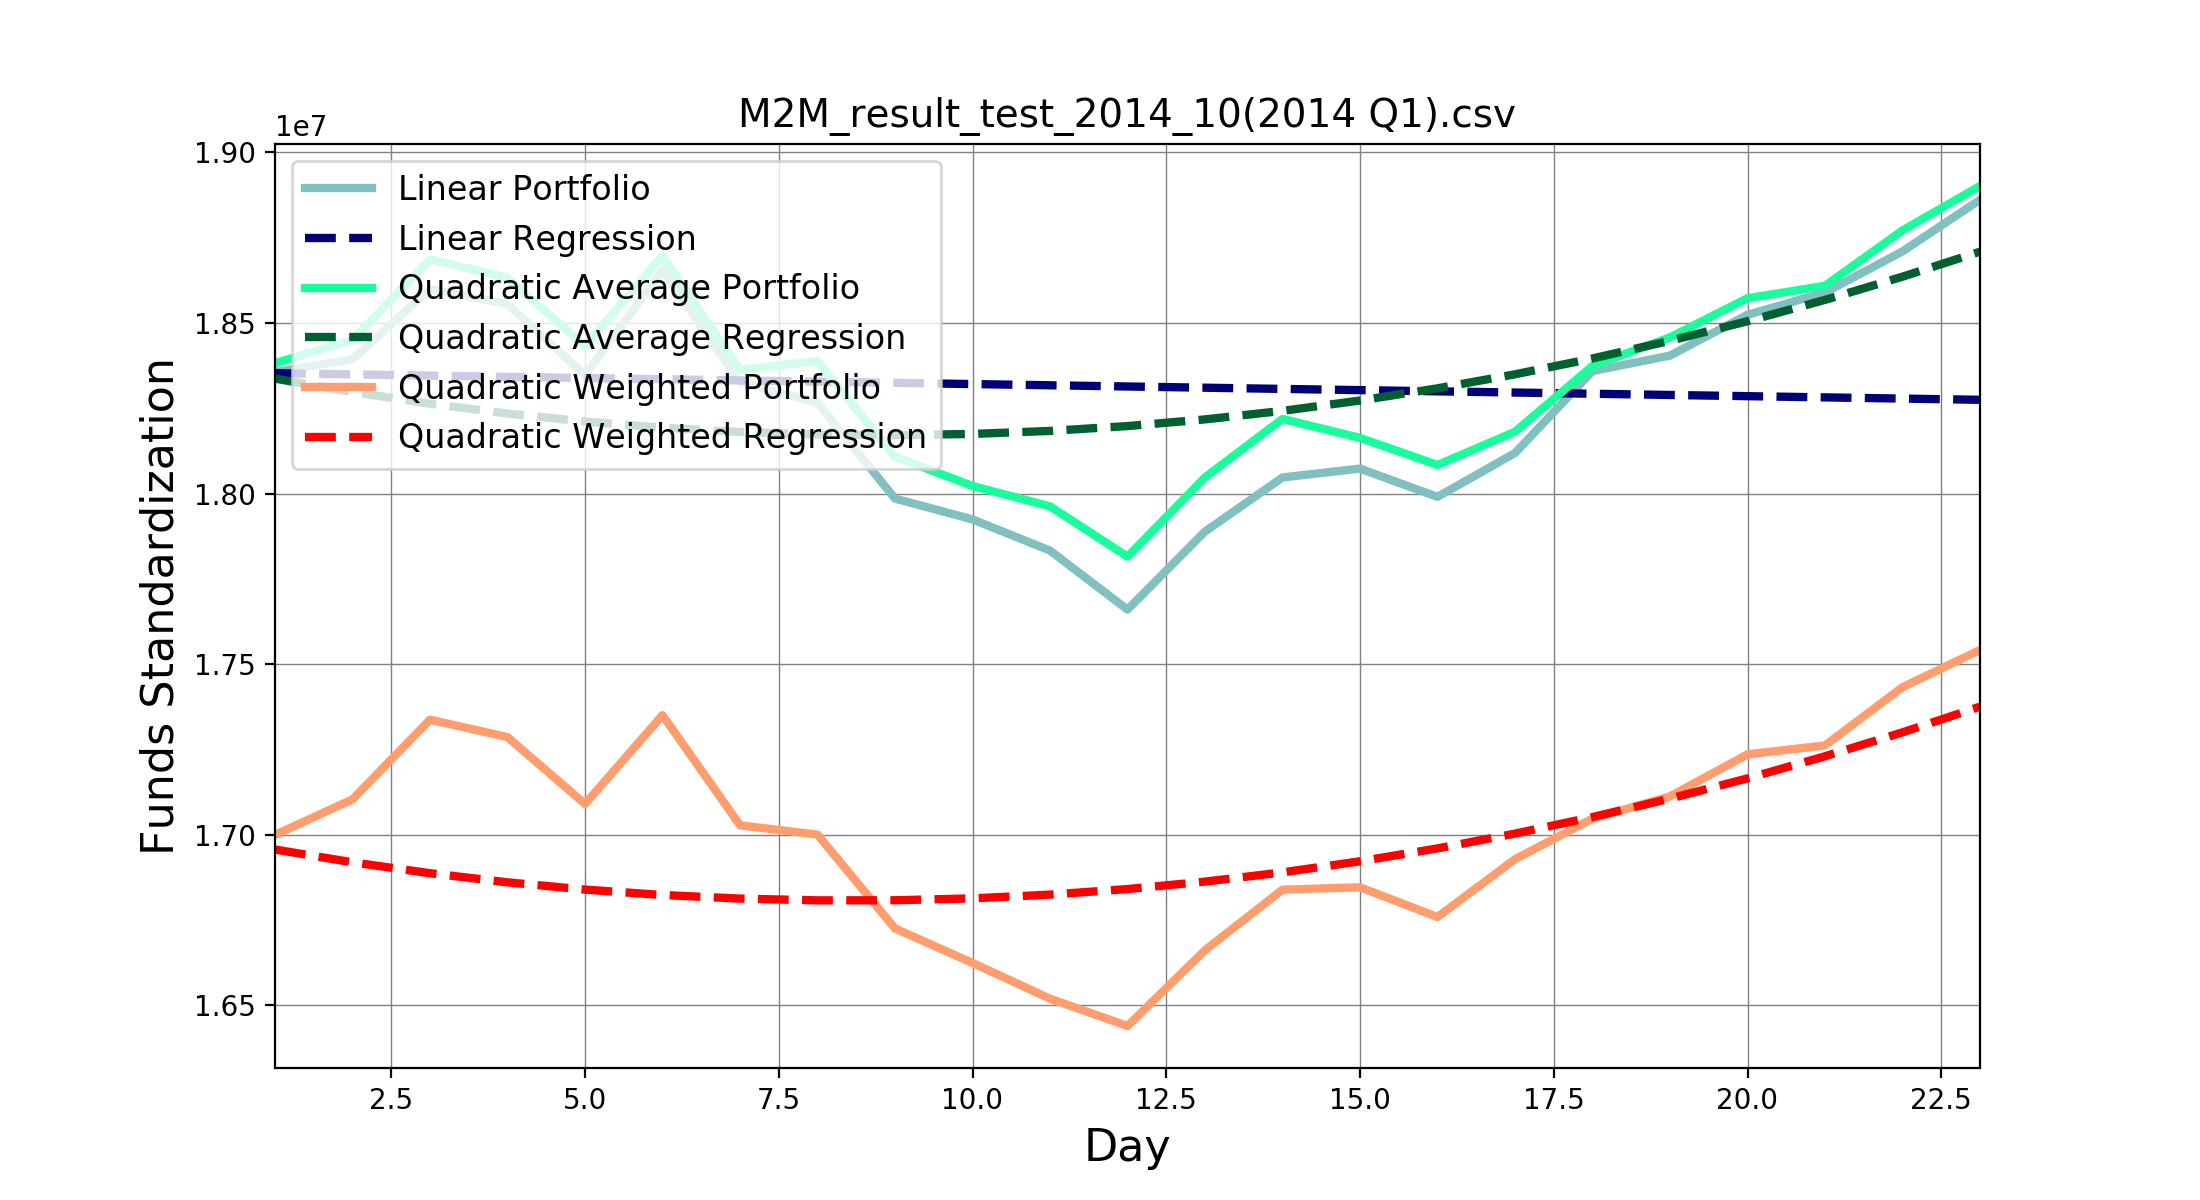 M2M_result_test_2014_10(2014 Q1).csv
1e7
1.90
1.85
1.80
1.75
1.70
1.65
Funds Standardization
Linear Portfolio
Linear Regression
Quadratic Average Portfolio
Quadratic Average Regression
Quadratic Weighted Portfolio
Quadratic Weighted Regression
2.5 5.0 7.5 10.0 12.5 15.0 17.5 20.0 22.5
Day